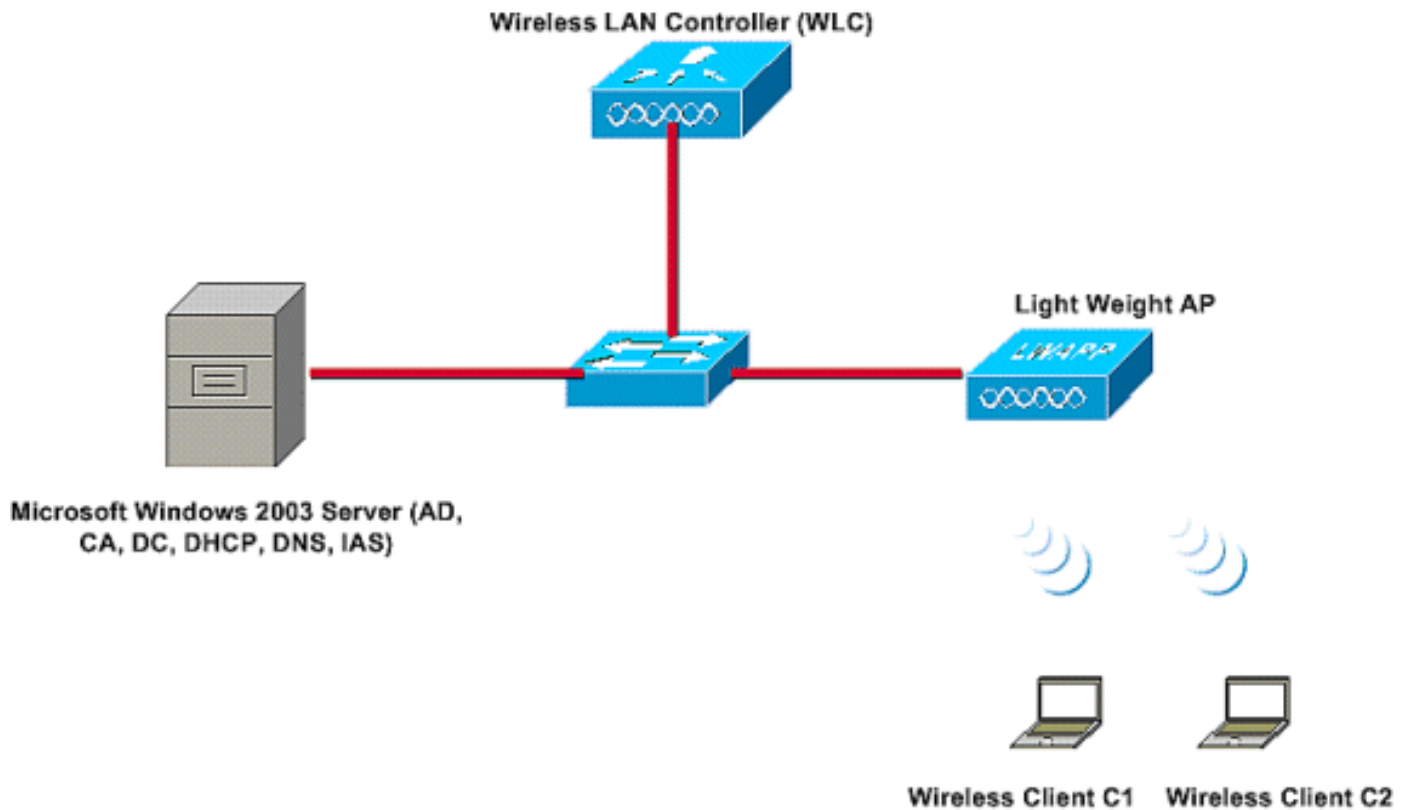 Wireless LAN Controller (WLC)
Light Weight AP
LWAPP
Microsoft Windows 2003 Server (AD,
CA, DC, DHCP, DNS, IAS)
Wireless Client C1
Wireless Client C2